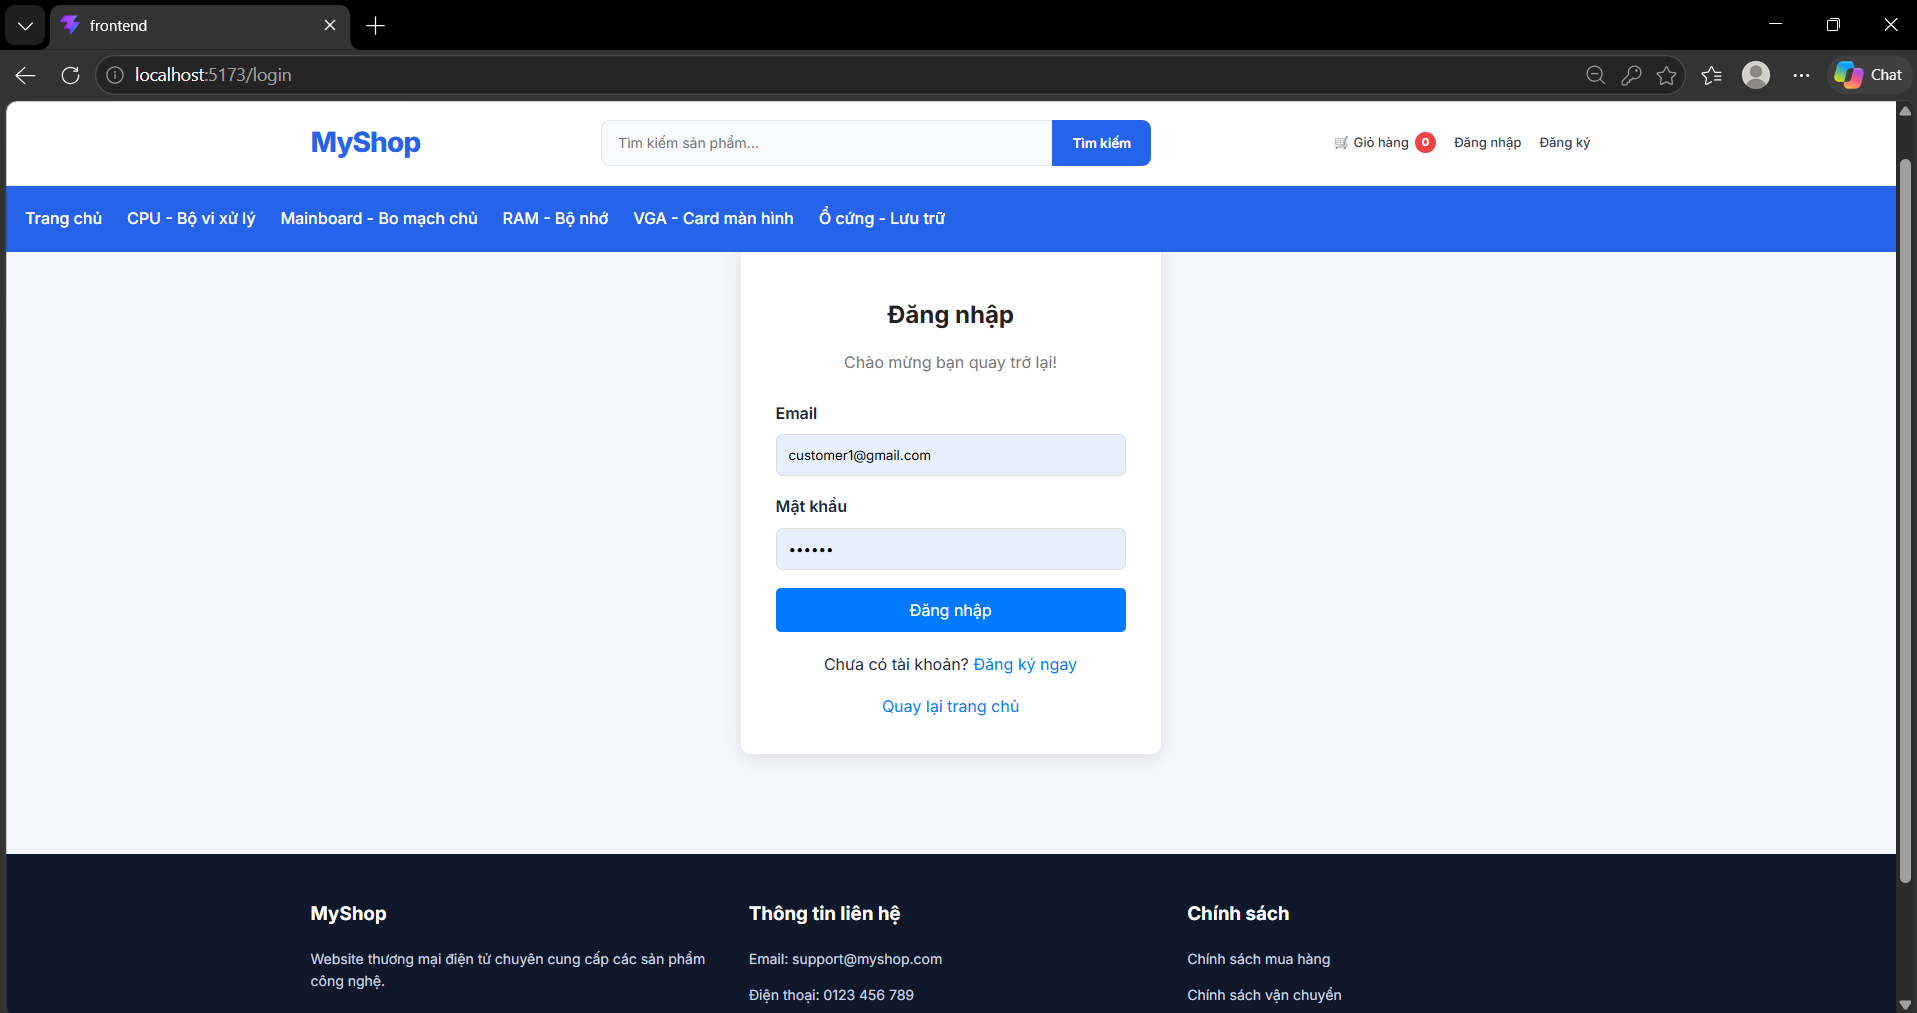 frontend
localhost:5173/login
Chat
MyShop
Tìm kiếm sản phẩm...
Tìm kiếm
Giỏ hàng 0
Đăng nhập
Đăng ký
Trang chủ
CPU - Bộ vi xử lý
Mainboard - Bo mạch chủ
RAM - Bộ nhớ
VGA - Card màn hình
Ổ cứng - Lưu trữ
Đăng nhập
Chào mừng bạn quay trở lại!
Email
customer1@gmail.com
Mật khẩu
••••••
Đăng nhập
Chưa có tài khoản? Đăng ký ngay
Quay lại trang chủ
MyShop
Website thương mại điện tử chuyên cung cấp các sản phẩm
công nghệ.
Thông tin liên hệ
Email: support@myshop.com
Điện thoại: 0123 456 789
Chính sách
Chính sách mua hàng
Chính sách vận chuyển